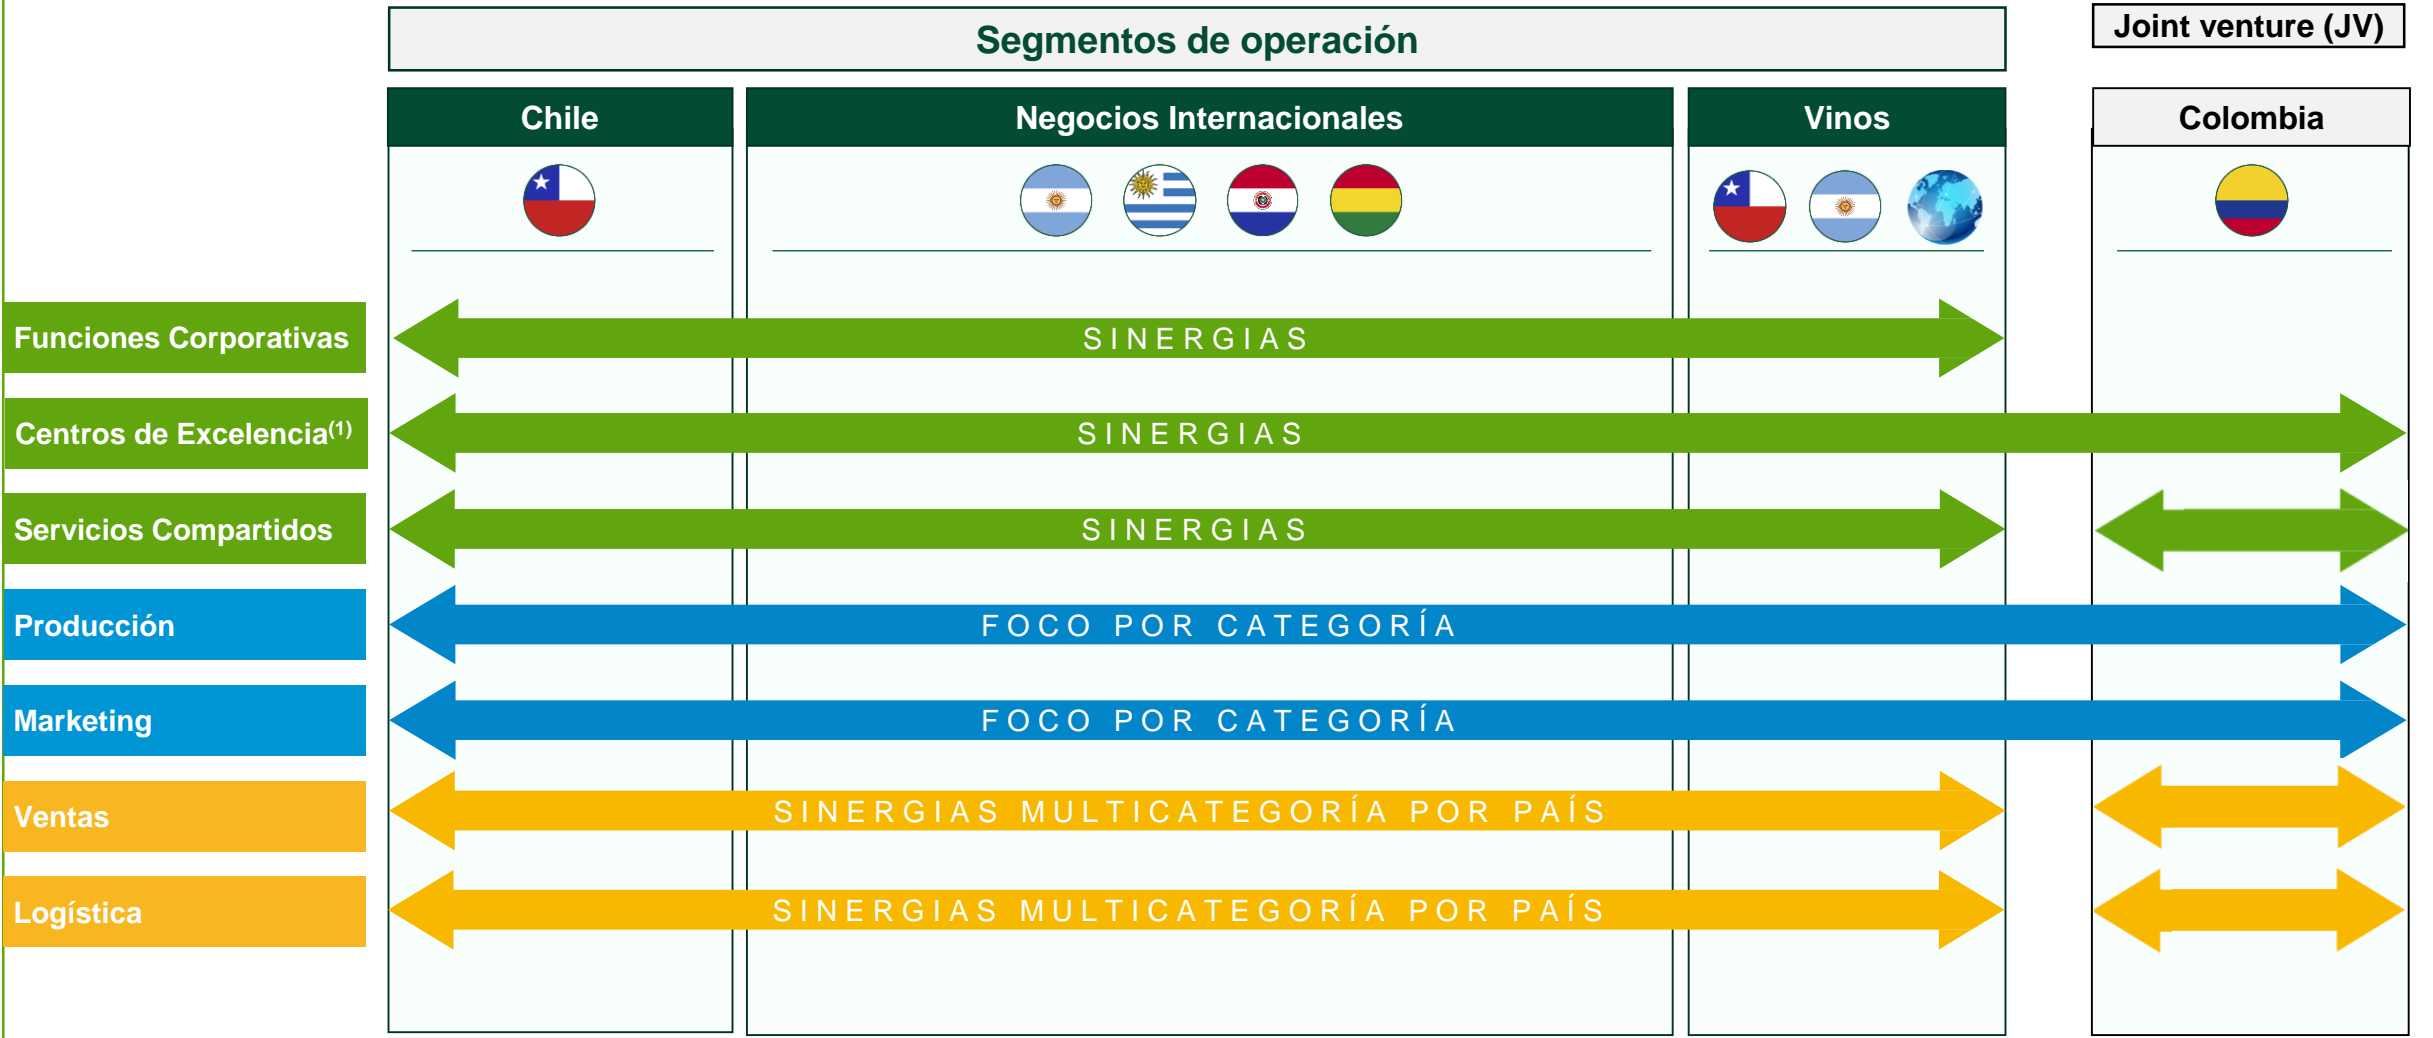 Segmentos de operación
Joint venture (JV)
Chile
Negocios Internacionales
Vinos
Colombia
Funciones Corporativas
SINERGIAS
Centros de Excelencia(1)
SINERGIAS
Servicios Compartidos
SINERGIAS
Producción
FOCO POR CATEGORÍA
Marketing
FOCO POR CATEGORÍA
Ventas
SINERGIAS MULTICATEGORÍA POR PAÍS
Logística
SINERGIAS MULTICATEGORÍA POR PAÍS